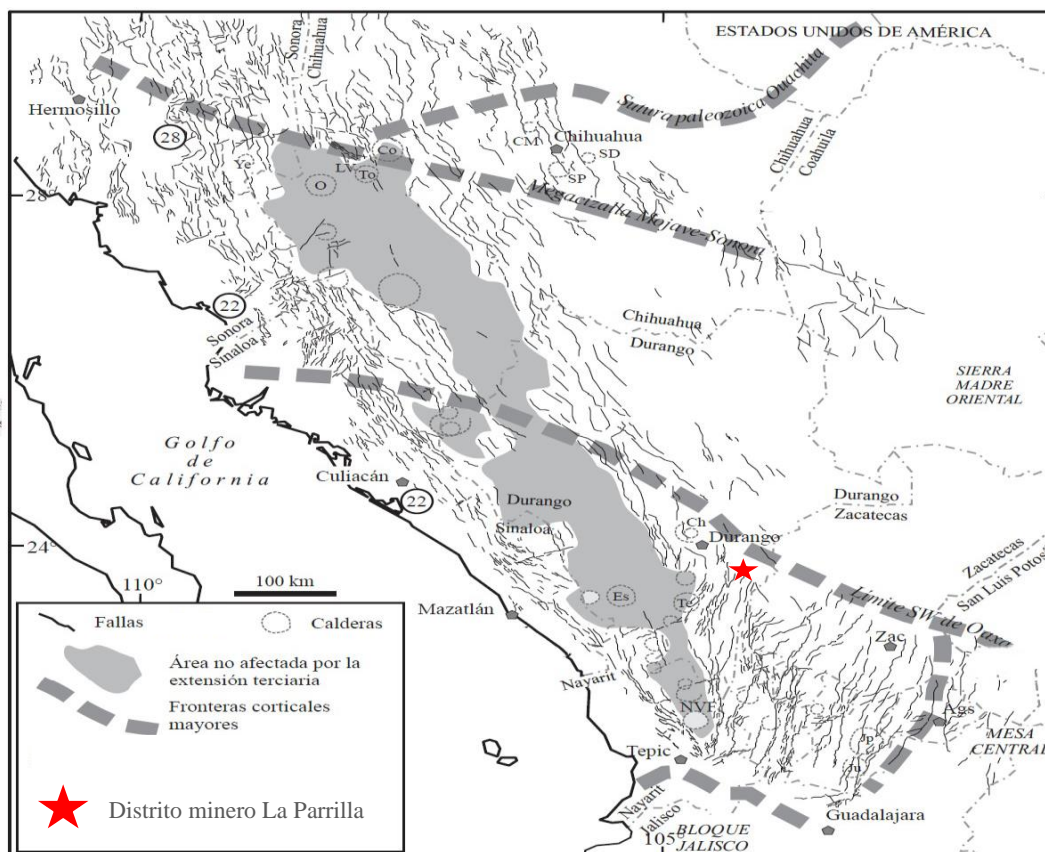 ESTADOS UNIDOS DE AMÉRICA
Sonora
Chihuahua
Hermosillo
28
Sutura paleozoica Ouachita
CM
Chihuahua
SD
SP
Chihuahua
Coahuila
Ye
LV
Co
To
O
28°
Megacizalla Mojave-Sonora
22
Sonora
Sinaloa
Chihuahua
Durango
SIERRA
MADRE
ORIENTAL
Golfo
de
California
Culiacán
22
Durango
Sinaloa
Durango
Zacatecas
Ch
Durango
24°
110°
100 km
Zacatecas
San Luis Potosí
Mazatlán
Es
Te
Límite SW de Oaxa
Zac
Nayarit
NVF
Ags
MESA
CENTRAL
Jp
Ju
Tepic
Nayarit
Jalisco
Guadalajara
BLOQUE
JALISCO
105°
Fallas
Calderas
Área no afectada por la
extensión terciaria
Fronteras corticales
mayores
Distrito minero La Parrilla